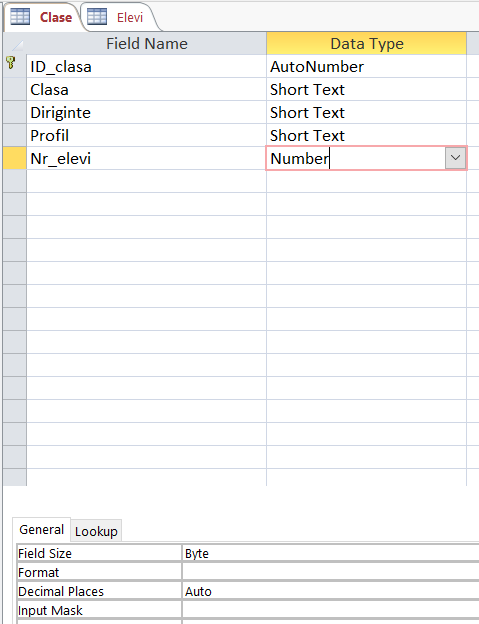 Clase Elevi
Field Name Data Type
ID_clasa AutoNumber
Clasa Short Text
Diriginte Short Text
Profil Short Text
Nr_elevi Number
General Lookup
Field Size Byte
Format
Decimal Places Auto
Input Mask